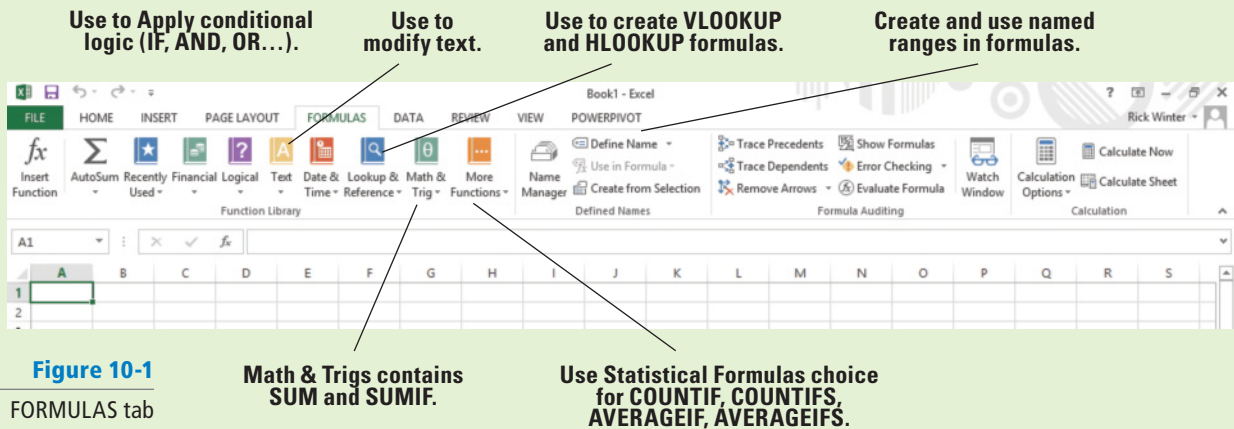 Use to Apply conditional
logic (IF, AND, OR...).
Use to
modify text.
Use to create VLOOKUP
and HLOOKUP formulas.
Create and use named
ranges in formulas.
Book1 - Excel
FILE HOME INSERT PAGE LAYOUT FORMULAS DATA REVIEW VIEW POWERPIVOT Rick Winter
fx
Insert
Function
AutoSum
Recently
Used
Financial
Logical
Text
Date &
Time
Lookup &
Reference
Math &
Trig
More
Functions
Function Library
Name
Manager
Define Name
Use in Formula
Create from Selection
Defined Names
Trace Precedents
Trace Dependents
Remove Arrows
Show Formulas
Error Checking
Evaluate Formula
Formula Auditing
Watch
Window
Calculation
Options
Calculate Now
Calculate Sheet
Calculation
A1 fx
A B C D E F G H I J K L M N O P Q R S
1
2
Figure 10-1
FORMULAS tab
Math & Trigs contains
SUM and SUMIF.
Use Statistical Formulas choice
for COUNTIF, COUNTIFS,
AVERAGEIF, AVERAGEIFS.